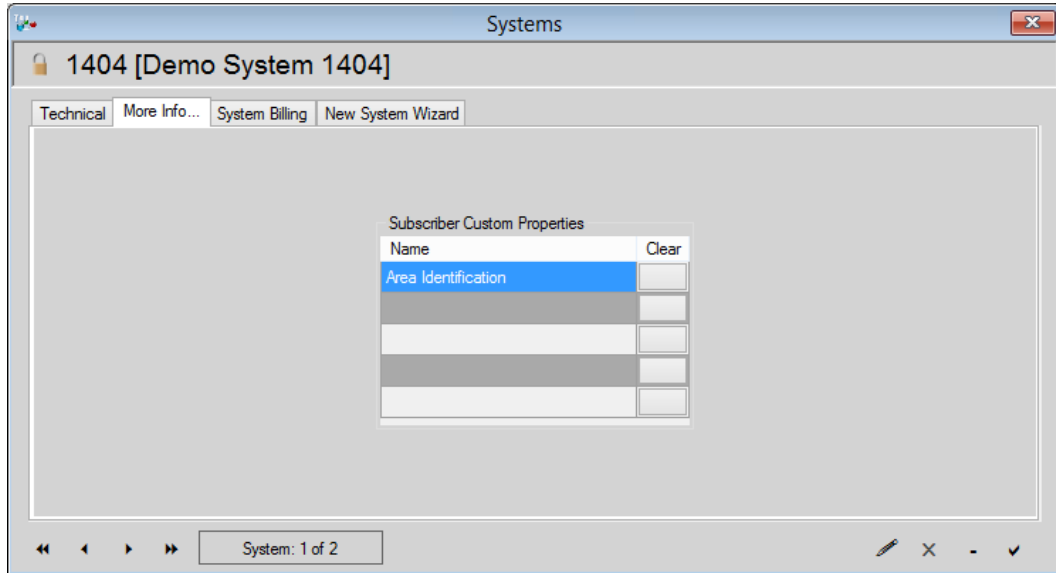 Systems
1404 [Demo System 1404]
Technical More Info... System Billing New System Wizard
Subscriber Custom Properties
Name Clear
Area Identification
System: 1 of 2